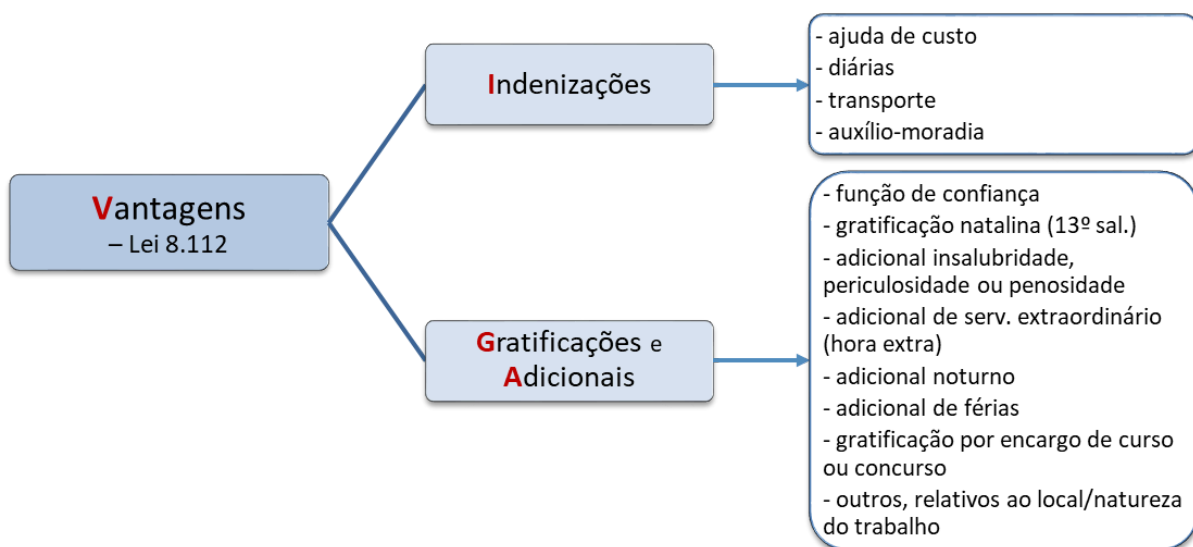 Vantagens
– Lei 8.112
Indenizações
- ajuda de custo
- diárias
- transporte
- auxílio-moradia
Gratificações e
Adicionais
- função de confiança
- gratificação natalina (13º sal.)
- adicional insalubridade,
periculosidade ou penosidade
- adicional de serv. extraordinário
(hora extra)
- adicional noturno
- adicional de férias
- gratificação por encargo de curso
ou concurso
- outros, relativos ao local/natureza
do trabalho